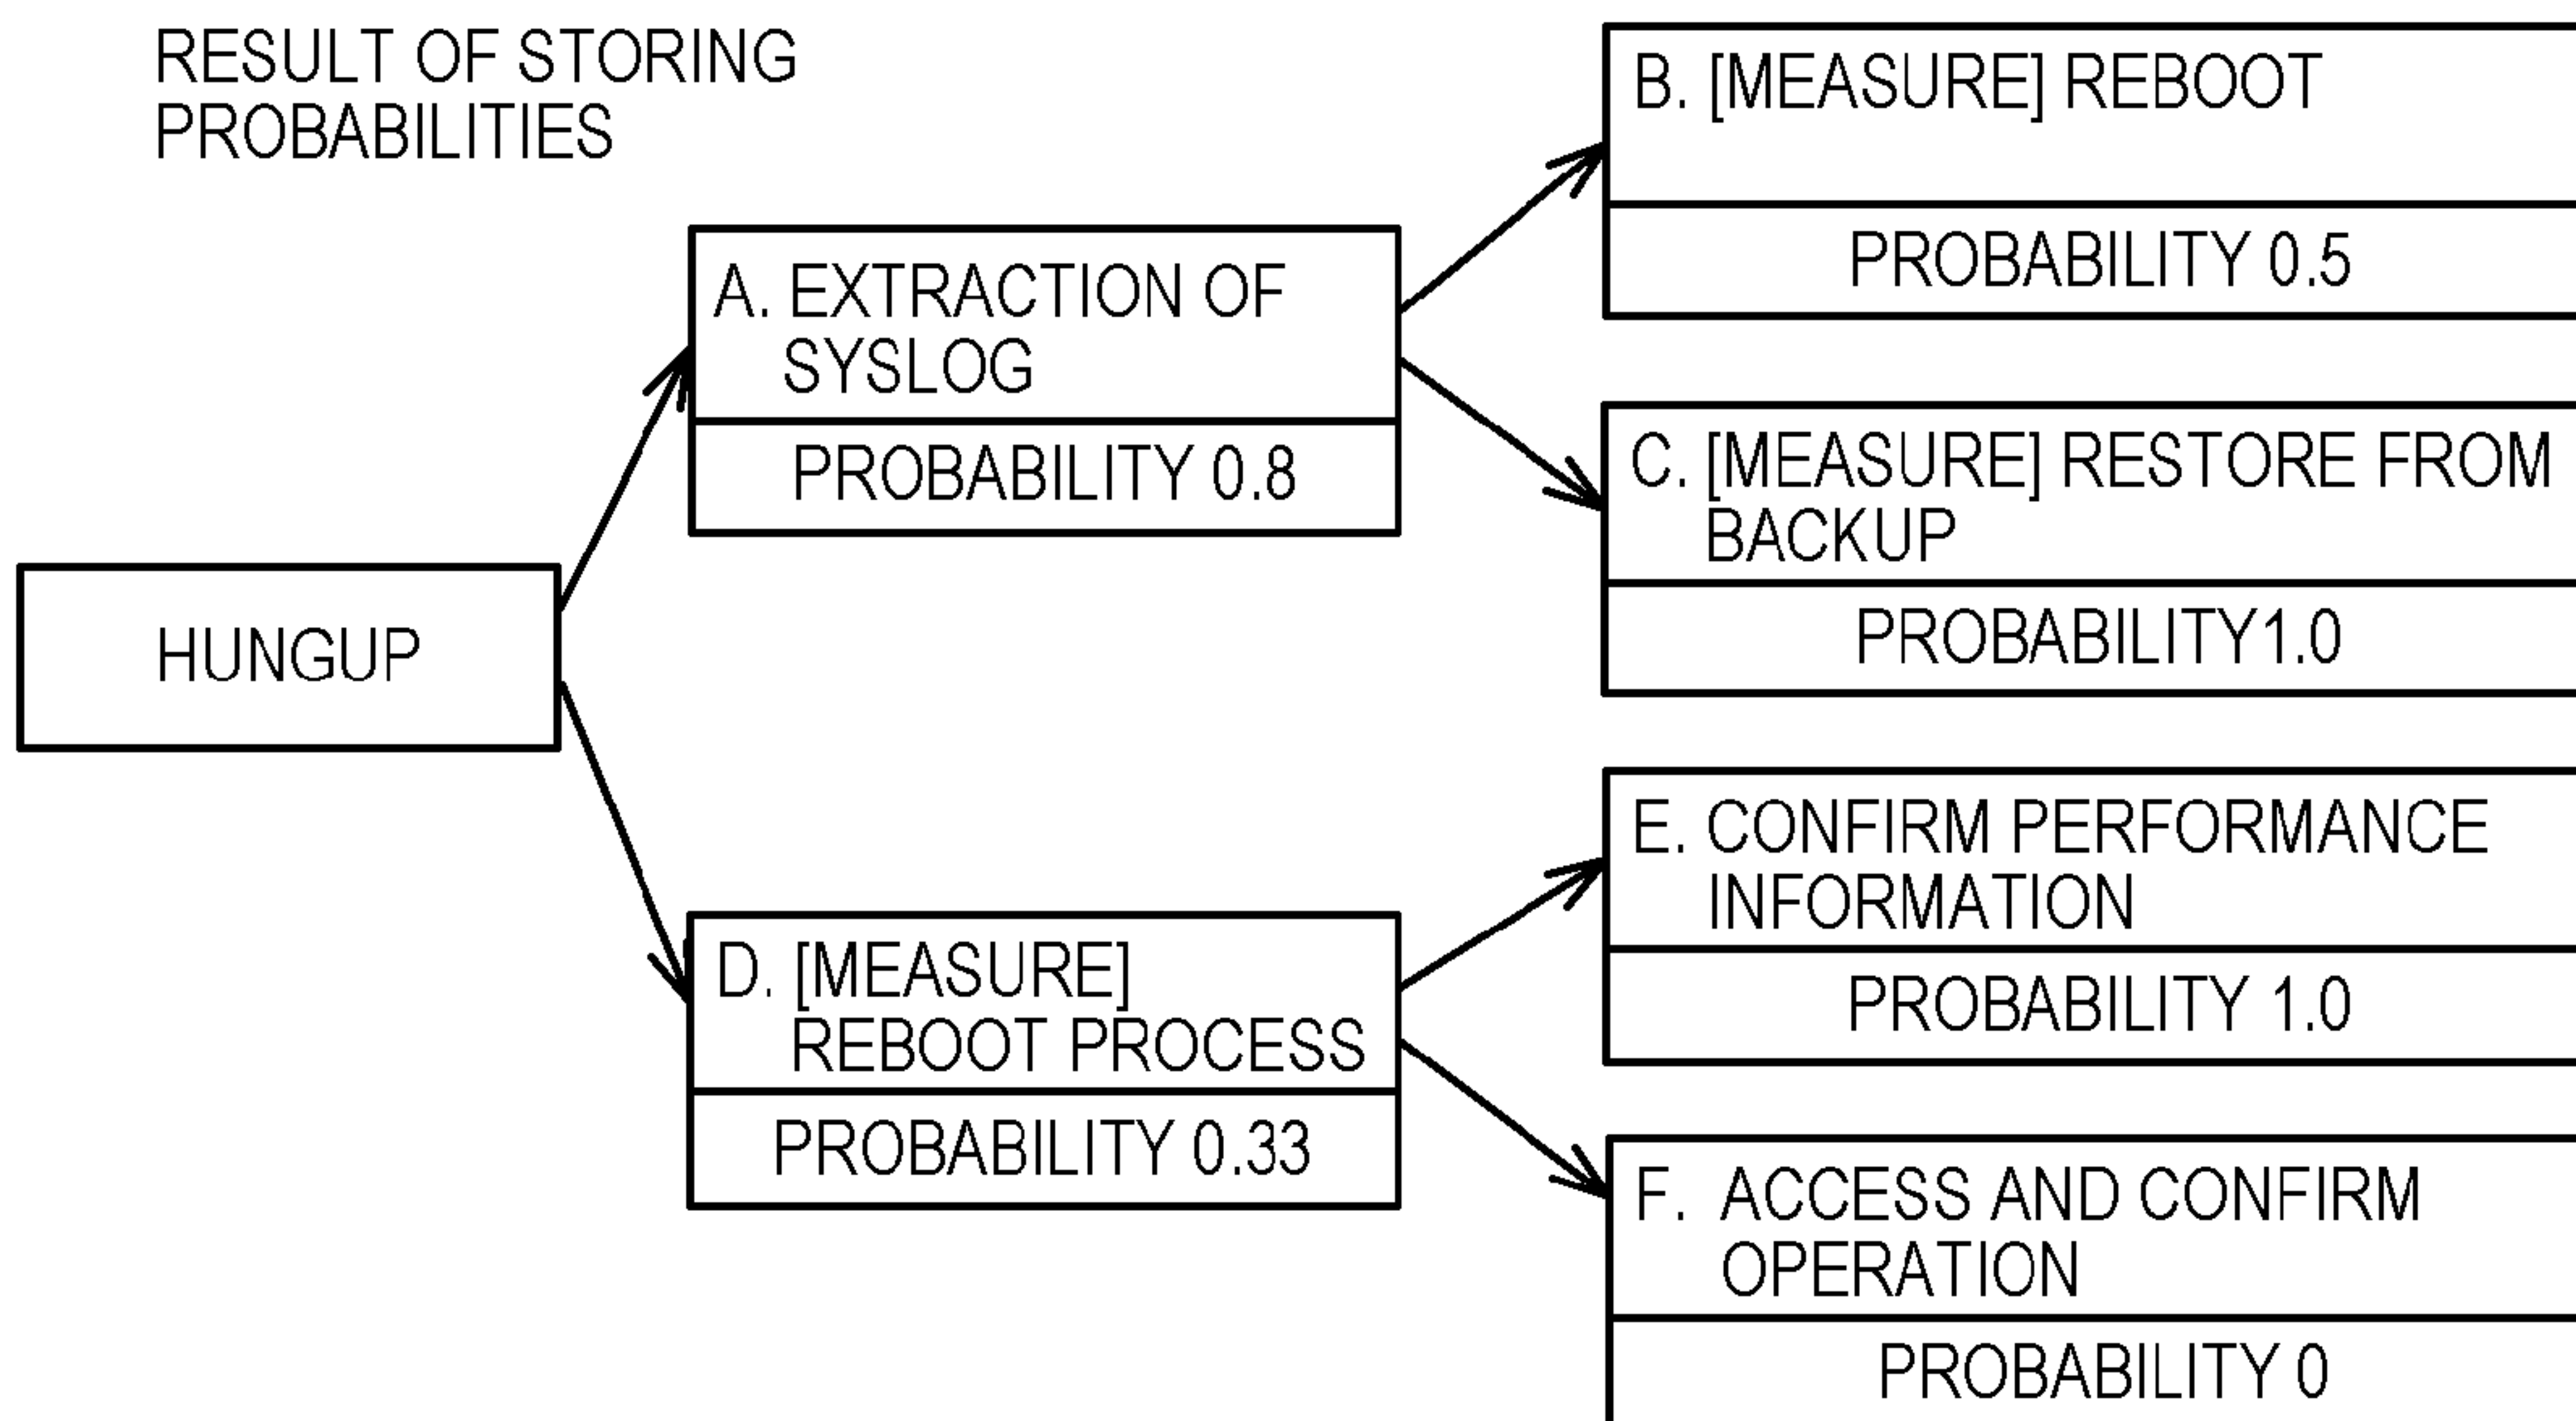 RESULT OF STORING
PROBABILITIES
HUNGUP
A. EXTRACTION OF
SYSLOG
PROBABILITY 0.8
B. [MEASURE] REBOOT
PROBABILITY 0.5
C. [MEASURE] RESTORE FROM
BACKUP
PROBABILITY1.0
D. [MEASURE]
REBOOT PROCESS
PROBABILITY 0.33
E. CONFIRM PERFORMANCE
INFORMATION
PROBABILITY 1.0
F. ACCESS AND CONFIRM
OPERATION
PROBABILITY 0